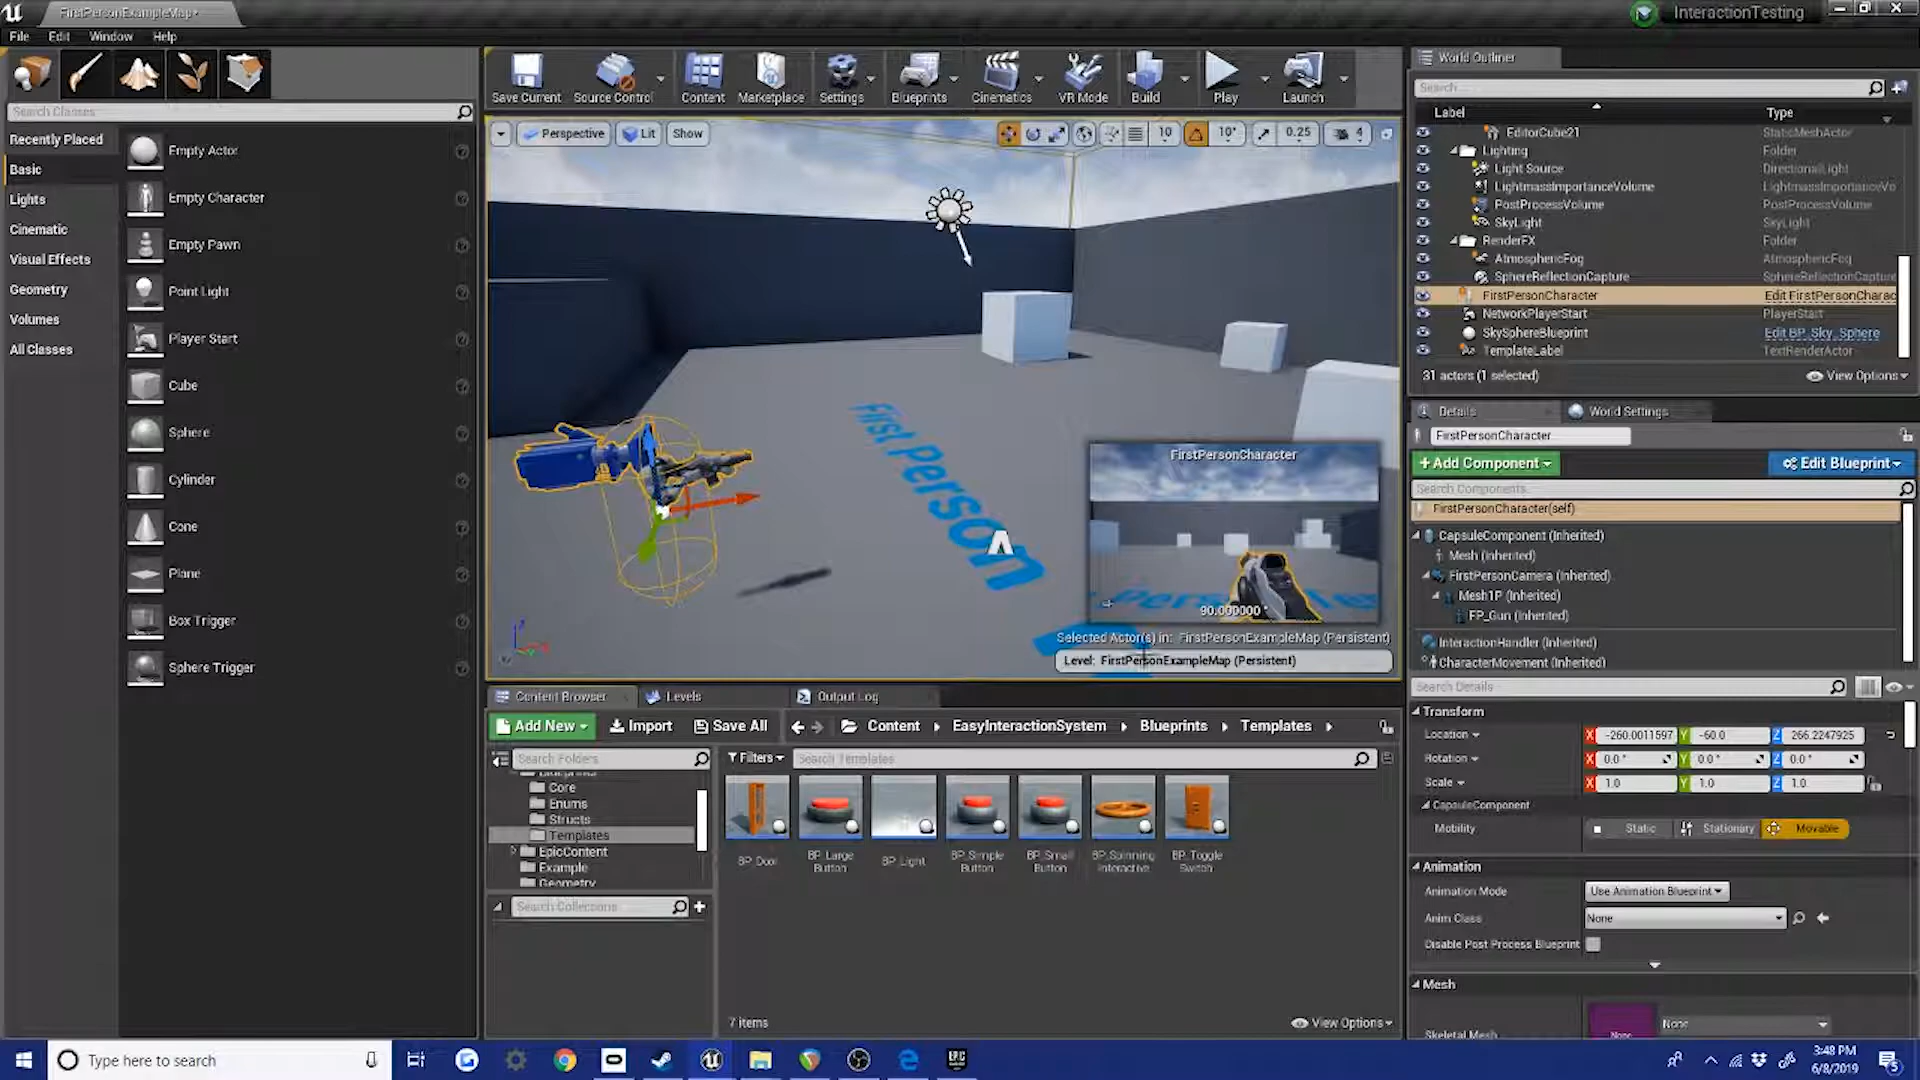 FirstPersonExampleMap*
InteractionTesting
File Edit Window Help
Search Classes
Recently Placed
Basic
Lights
Cinematic
Visual Effects
Geometry
Volumes
All Classes
Empty Actor
Empty Character
Empty Pawn
Point Light
Player Start
Cube
Sphere
Cylinder
Cone
Plane
Box Trigger
Sphere Trigger
Save Current Source Control Content Marketplace Settings Blueprints Cinematics VR Mode Build Play Launch
Perspective Lit Show
10 10° 0.25 4
First Person
FirstPersonCharacter
90.000000 °
Selected Actor(s) in: FirstPersonExampleMap (Persistent)
Level: FirstPersonExampleMap (Persistent)
Content Browser Levels Output Log
Add New Import Save All Content EasyInteractionSystem Blueprints Templates
Search Folders
Filters Search Templates
Core
Enums
Structs
Templates
EpicContent
Example
Geometry
Search Collections
BP_Door
BP_Large Button
BP_Light
BP_Simple Button
BP_Small Button
BP_Spinning Interactive
BP_Toggle Switch
7 items
View Options
World Outliner
Search...
Label Type
EditorCube21 StaticMeshActor
Lighting Folder
Light Source DirectionalLight
LightmassImportanceVolume LightmassImportanceVo
PostProcessVolume PostProcessVolume
SkyLight SkyLight
RenderFX Folder
AtmosphericFog AtmosphericFog
SphereReflectionCapture SphereReflectionCapture
FirstPersonCharacter Edit FirstPersonCharac
NetworkPlayerStart PlayerStart
SkySphereBlueprint Edit BP_Sky_Sphere
TemplateLabel TextRenderActor
31 actors (1 selected) View Options
Details World Settings
FirstPersonCharacter
+Add Component Edit Blueprint
Search Components
FirstPersonCharacter(self)
CapsuleComponent (Inherited)
Mesh (Inherited)
FirstPersonCamera (Inherited)
Mesh1P (Inherited)
FP_Gun (Inherited)
InteractionHandler (Inherited)
CharacterMovement (Inherited)
Search Details
Transform
Location X -260.0011597 Y -60.0 Z 266.2247925
Rotation X 0.0 ° Y 0.0 ° Z 0.0 °
Scale X 1.0 Y 1.0 Z 1.0
CapsuleComponent
Mobility Static Stationary Movable
Animation
Animation Mode Use Animation Blueprint
Anim Class None
Disable Post Process Blueprint
Mesh
Skeletal Mesh None None
Type here to search
3:48 PM
6/8/2019
5